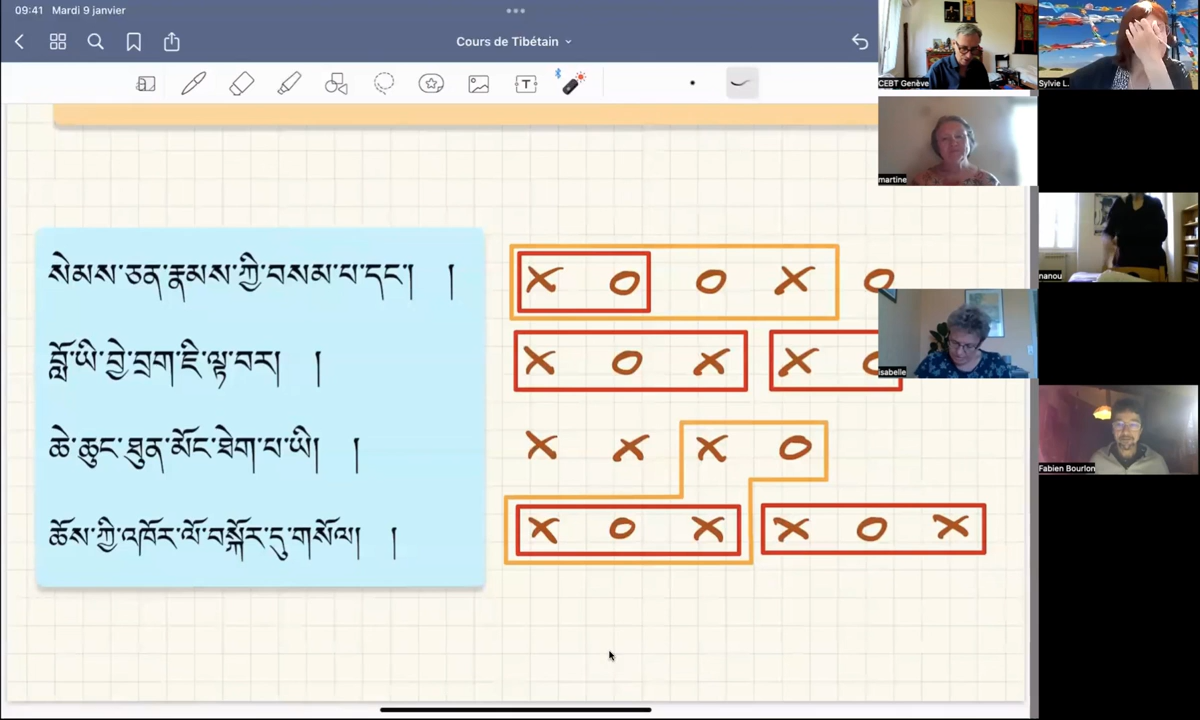 09:41 Mardi 9 janvier
Cours de Tibétain
CEBT Genève
Sylvie L.
martine
nanou
isabelle
Fabien Bourlon
སེམས་ཅན་རྣམས་ཀྱི་བསམ་པ་དང་། །
བློ་ཡི་བྱེ་བྲག་ཇི་ལྟ་བར། །
ཆེ་ཆུང་ཐུན་མོང་ཐེག་པ་ཡི། །
ཆོས་ཀྱི་འཁོར་ལོ་བསྐོར་དུ་གསོལ། །
X O O X O
X O X X O
X X X O
X O X X O X